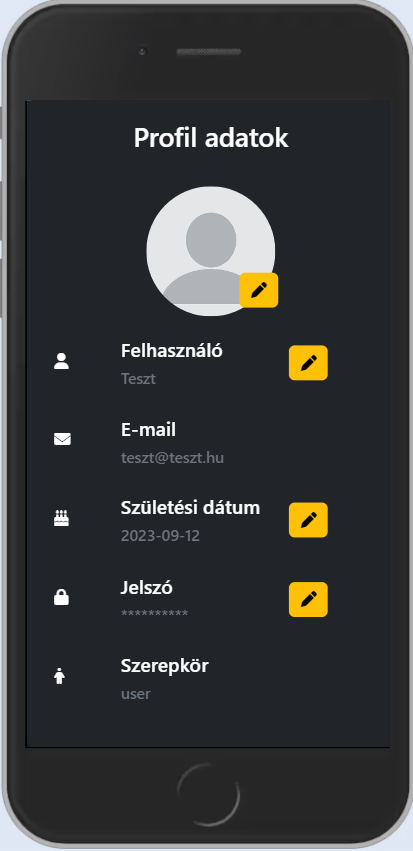 Profil adatok
Felhasználó
Teszt
E-mail
teszt@teszt.hu
Születési dátum
2023-09-12
Jelszó
**********
Szerepkör
user